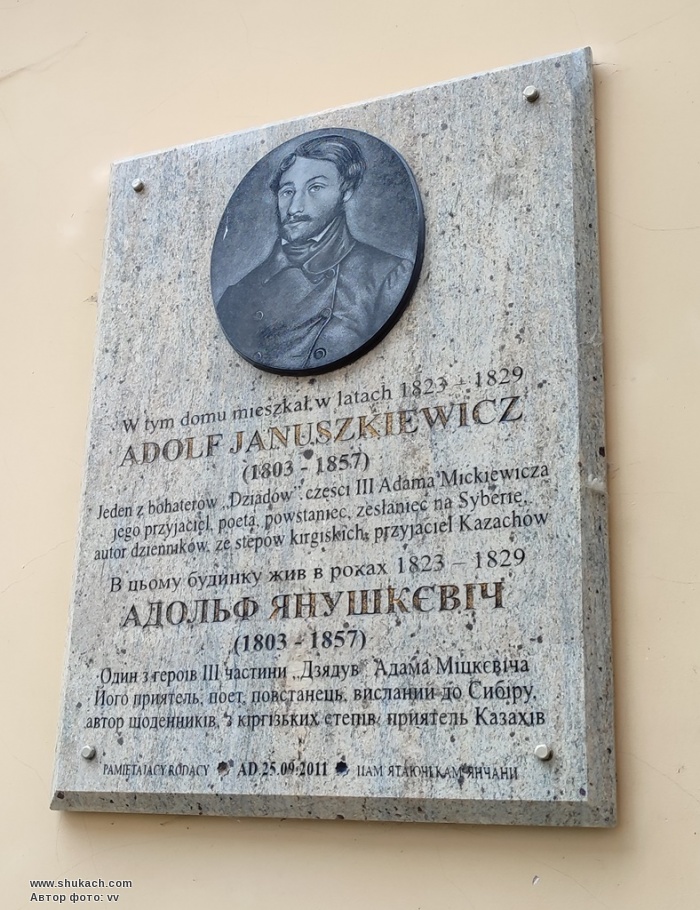 W tym domu mieszkał w latach 1823 - 1829
ADOLF JANUSZKIEWICZ
(1803 - 1857)
Jeden z bohaterów „Dziadów" części III Adama Mickiewicza
jego przyjaciel, poeta, powstaniec, zesłaniec na Syberię,
autor dzienników, ze stepów kirgiskich, przyjaciel Kazachów
В цьому будинку жив в роках 1823 – 1829
АДОЛЬФ ЯНУШКЄВІЧ
(1803 - 1857)
Один з героїв III частини „Дзядув" Адама Міцкєвіча
Його приятель, поет, повстанець, висланий до Сибіру,
автор щоденників, з кіргізьких степів, приятель Казахів
PAMIĘTAJĄCY RODACY AD 25.09.2011 ПАМ'ЯТАЮЧІ КАМ'ЯНЧАНИ
www.shukach.com
Автор фото: vv